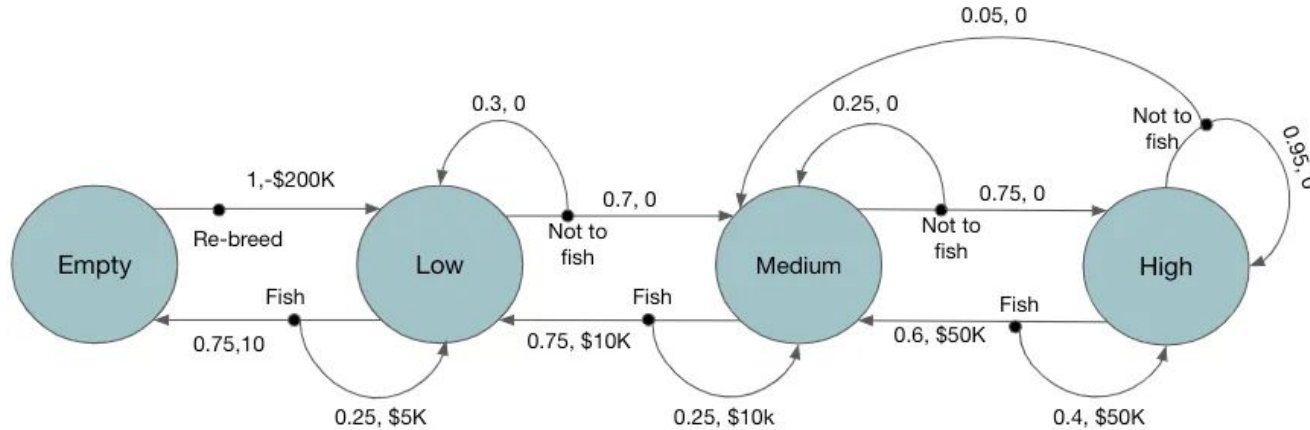 0.05, 0
0.3, 0
0.25, 0
Not to
fish
0.95, 0
1,-$200K
0.7, 0
0.75, 0
Re-breed
Not to
fish
Not to
fish
Empty
Low
Medium
High
Fish
Fish
Fish
0.75,10
0.75, $10K
0.6, $50K
0.25, $5K
0.25, $10k
0.4, $50K